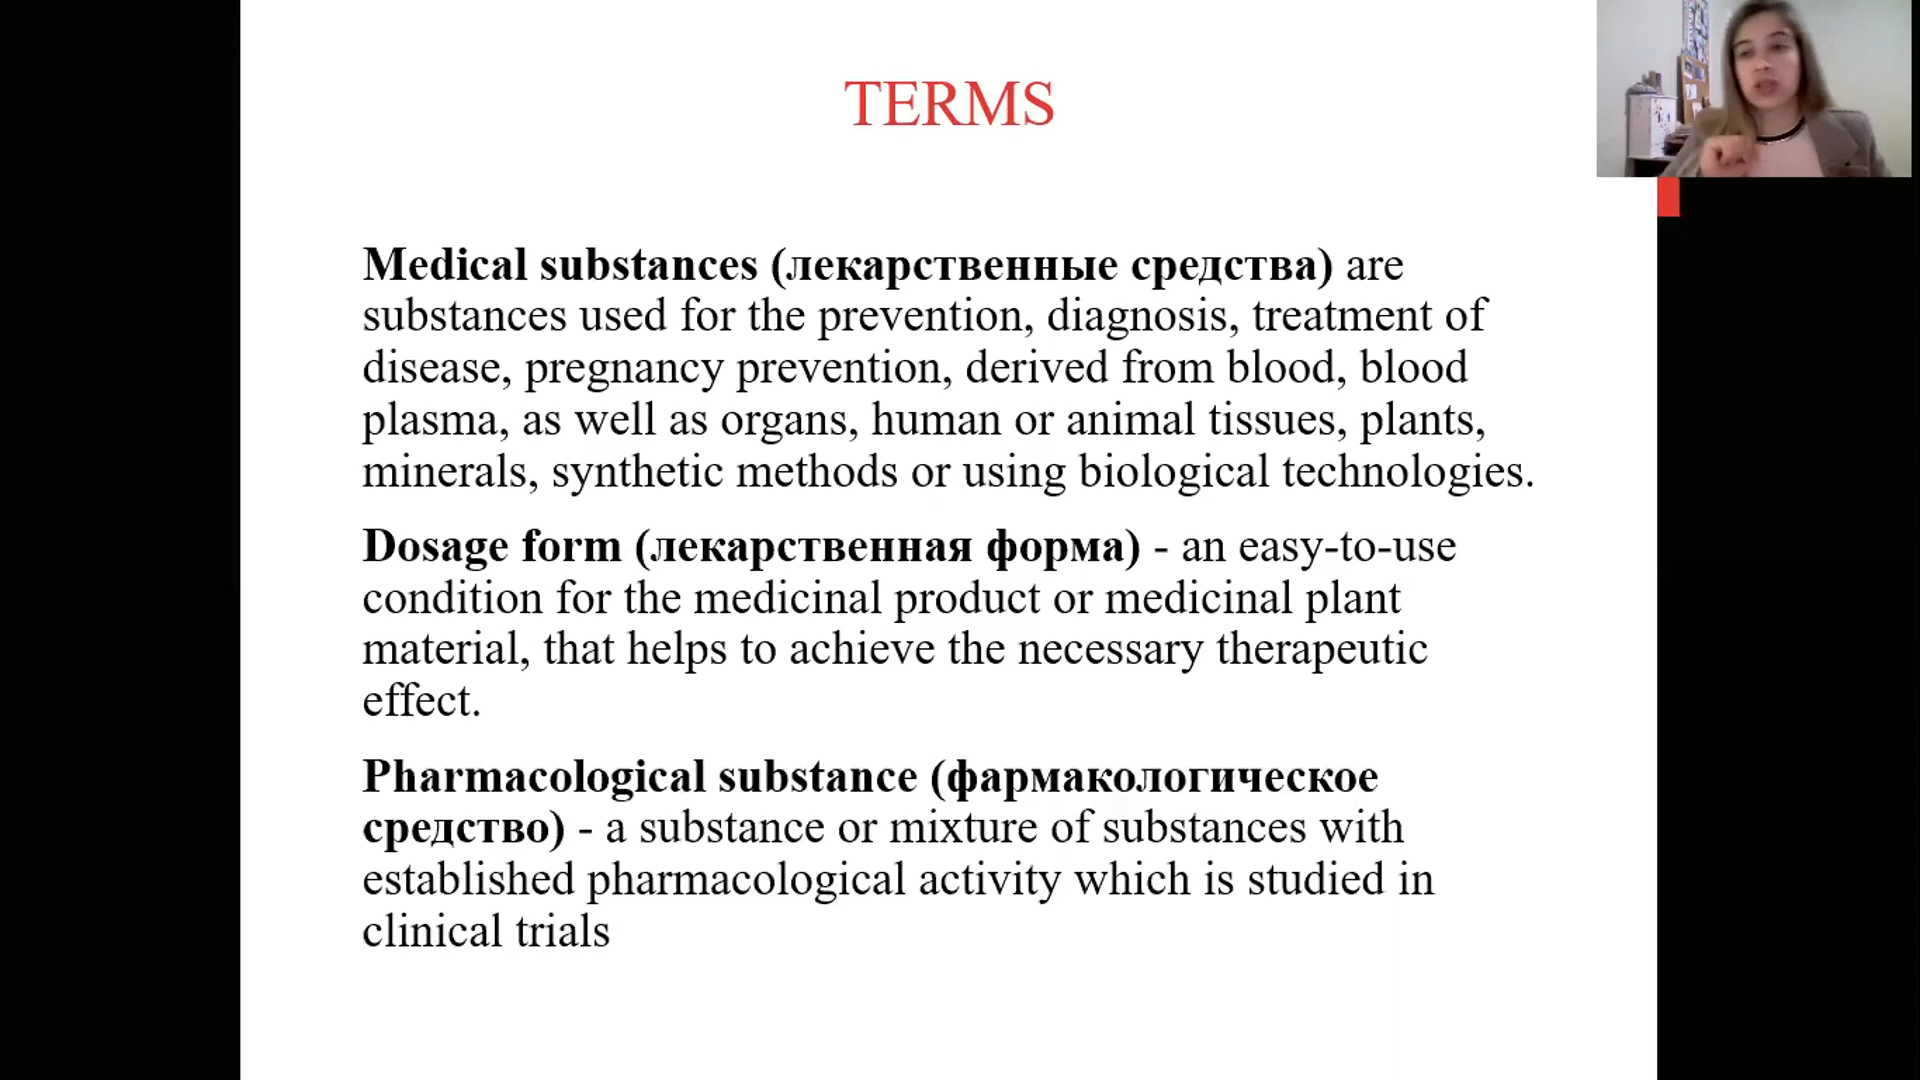 TERMS
Medical substances (лекарственные средства) are
substances used for the prevention, diagnosis, treatment of
disease, pregnancy prevention, derived from blood, blood
plasma, as well as organs, human or animal tissues, plants,
minerals, synthetic methods or using biological technologies.
Dosage form (лекарственная форма) - an easy-to-use
condition for the medicinal product or medicinal plant
material, that helps to achieve the necessary therapeutic
effect.
Pharmacological substance (фармакологическое
средство) - a substance or mixture of substances with
established pharmacological activity which is studied in
clinical trials